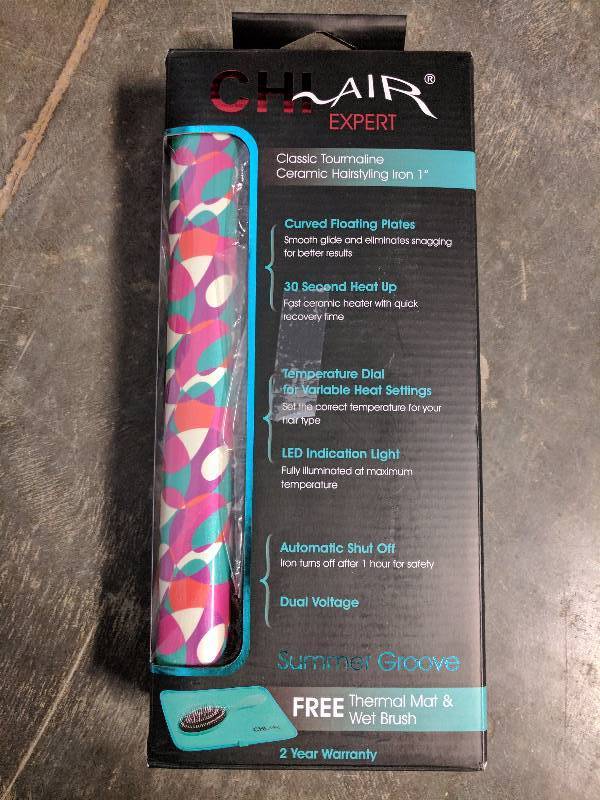 CHI AIR®
EXPERT
Classic Tourmaline
Ceramic Hairstyling Iron 1"
Curved Floating Plates
Smooth glide and eliminates snagging
for better results
30 Second Heat Up
Fast ceramic heater with quick
recovery time
Temperature Dial
for Variable Heat Settings
Set the correct temperature for your
hair type
LED Indication Light
Fully illuminated at maximum
temperature
Automatic Shut Off
Iron turns off after 1 hour for safety
Dual Voltage
Summer Groove
FREE Thermal Mat &
Wet Brush
CHI AIR
2 Year Warranty